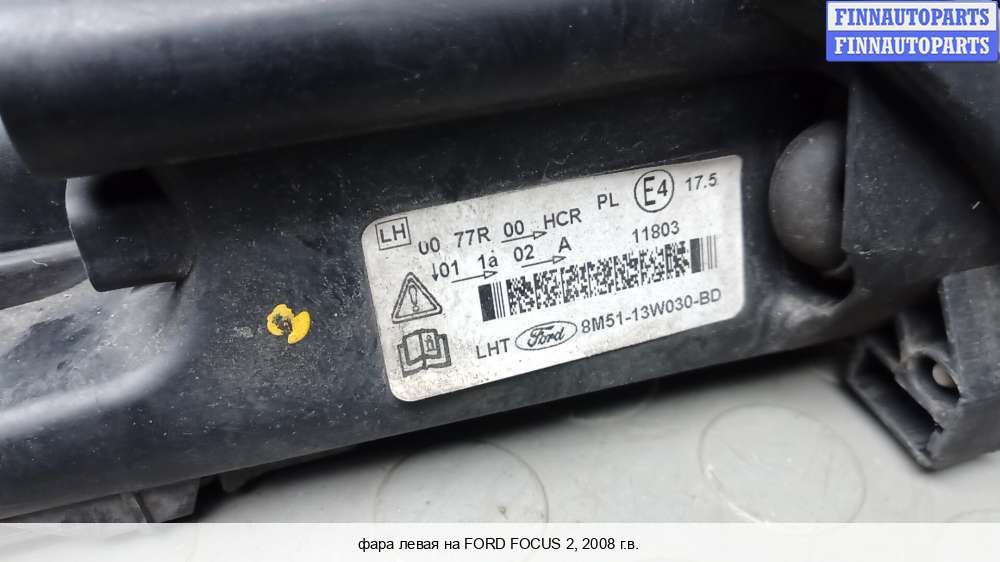 FINNAUTOPARTS
FINNAUTOPARTS
LH 00 77R 00 HCR PL E4 17.5
01 1a 02 A 11803
LHT Ford 8M51-13W030-BD
фара левая на FORD FOCUS 2, 2008 г.в.